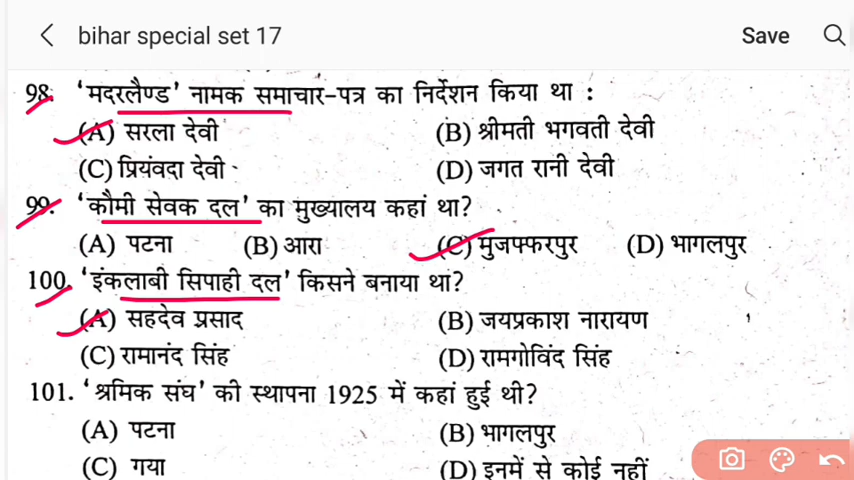 bihar special set 17 Save
98. 'मदरलैण्ड' नामक समाचार-पत्र का निर्देशन किया था :
(A) सरला देवी (B) श्रीमती भगवती देवी
(C) प्रियंवदा देवी (D) जगत रानी देवी
99. 'कौमी सेवक दल' का मुख्यालय कहां था?
(A) पटना (B) आरा (C) मुजफ्फरपुर (D) भागलपुर
100. 'इंकलाबी सिपाही दल' किसने बनाया था?
(A) सहदेव प्रसाद (B) जयप्रकाश नारायण
(C) रामानंद सिंह (D) रामगोविंद सिंह
101. 'श्रमिक संघ' की स्थापना 1925 में कहां हुई थी?
(A) पटना (B) भागलपुर
(C) गया (D) इनमें से कोई नहीं